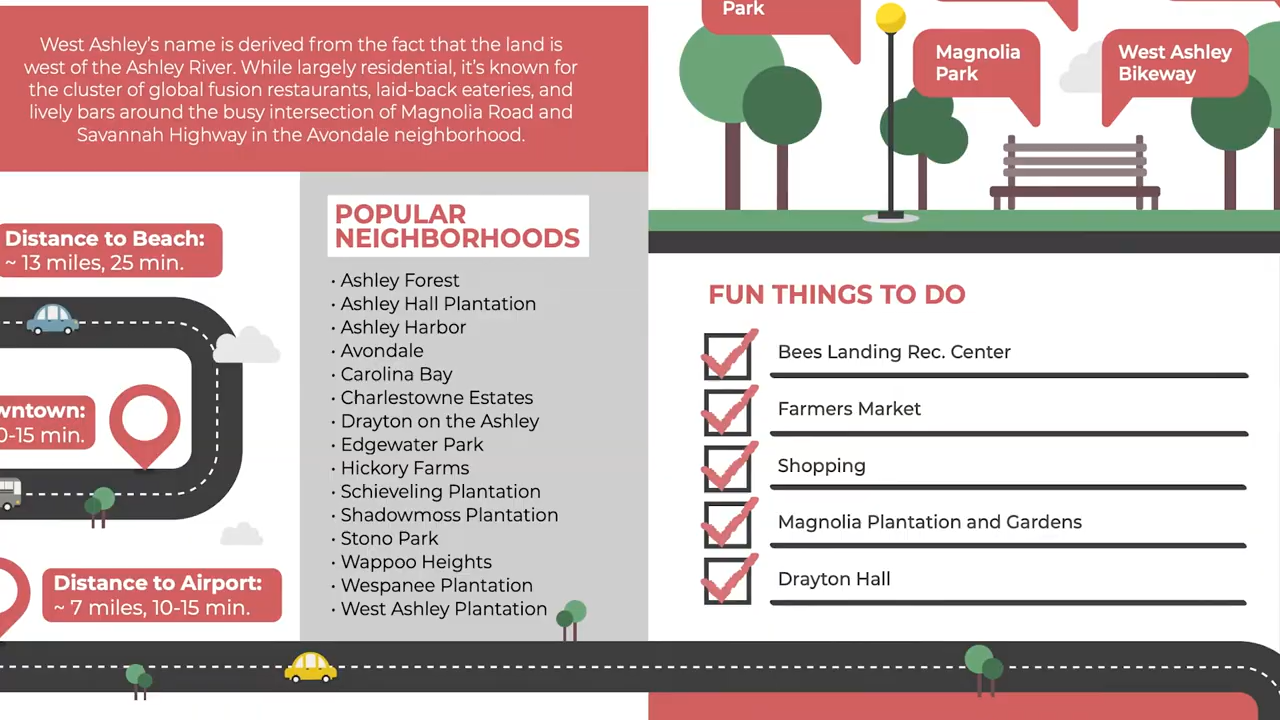 West Ashley's name is derived from the fact that the land is
west of the Ashley River. While largely residential, it's known for
the cluster of global fusion restaurants, laid-back eateries, and
lively bars around the busy intersection of Magnolia Road and
Savannah Highway in the Avondale neighborhood.
Park
Magnolia
Park
West Ashley
Bikeway
Distance to Beach:
~ 13 miles, 25 min.
wntown:
0-15 min.
Distance to Airport:
~ 7 miles, 10-15 min.
POPULAR
NEIGHBORHOODS
· Ashley Forest
· Ashley Hall Plantation
· Ashley Harbor
· Avondale
· Carolina Bay
· Charlestowne Estates
· Drayton on the Ashley
· Edgewater Park
· Hickory Farms
· Schieveling Plantation
· Shadowmoss Plantation
· Stono Park
· Wappoo Heights
· Wespanee Plantation
· West Ashley Plantation
FUN THINGS TO DO
Bees Landing Rec. Center
Farmers Market
Shopping
Magnolia Plantation and Gardens
Drayton Hall